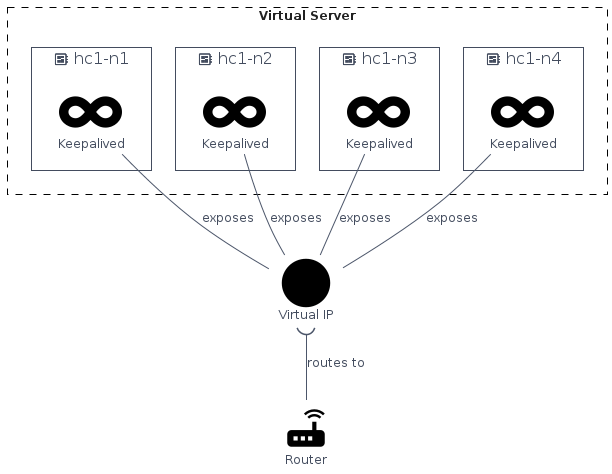 Virtual Server
hc1-n1 hc1-n2 hc1-n3 hc1-n4
Keepalived Keepalived Keepalived Keepalived
exposes exposes exposes exposes
Virtual IP
routes to
Router